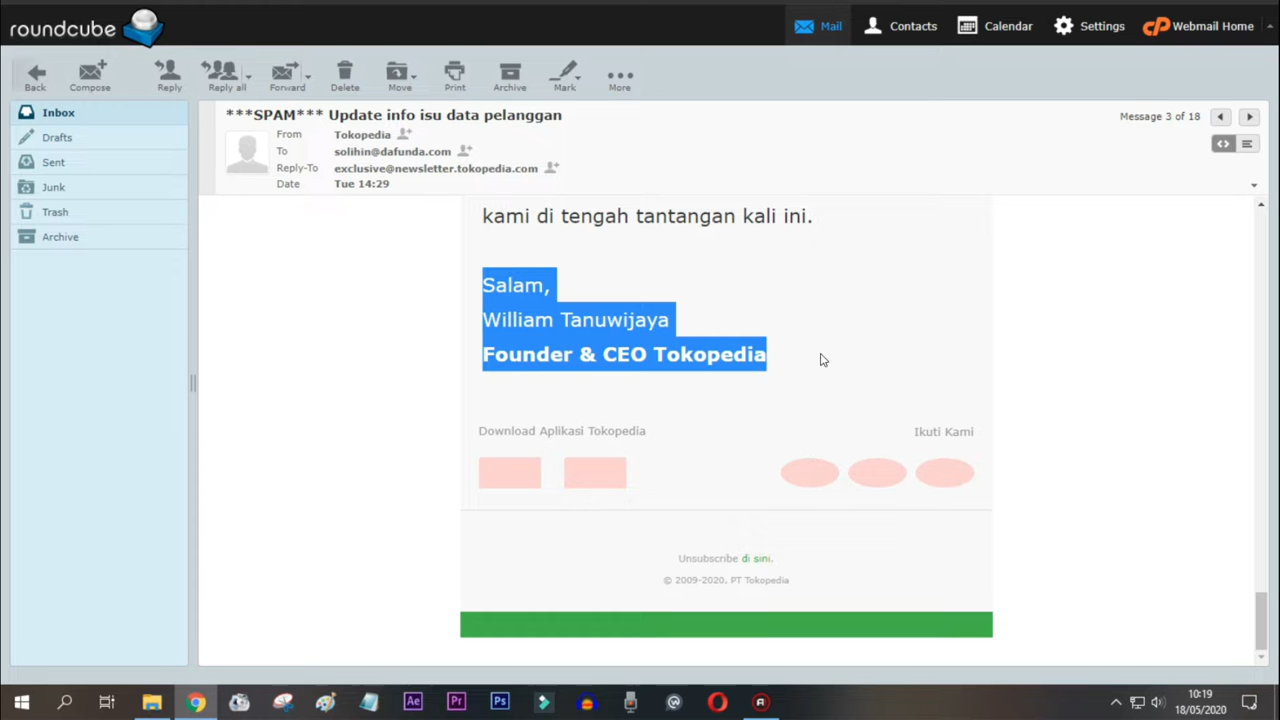 roundcube
Mail
Contacts
Calendar
Settings
cP Webmail Home
Back
Compose
Reply
Reply all
Forward
Delete
Move
Print
Archive
Mark
More
Inbox
Drafts
Sent
Junk
Trash
Archive
***SPAM*** Update info isu data pelanggan
Message 3 of 18
From Tokopedia
To solihin@dafunda.com
Reply-To exclusive@newsletter.tokopedia.com
Date Tue 14:29
kami di tengah tantangan kali ini.
Salam,
William Tanuwijaya
Founder & CEO Tokopedia
Download Aplikasi Tokopedia
Ikuti Kami
Unsubscribe di sini.
© 2009-2020, PT Tokopedia
Ae
Pr
Ps
10:19
18/05/2020